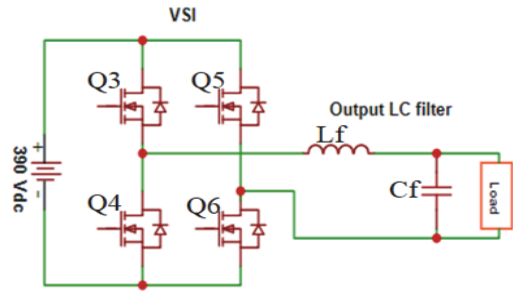 VSI
Q3
Q5
Output LC filter
Lf
+
390 Vdc
-
Cf
Load
Q4
Q6